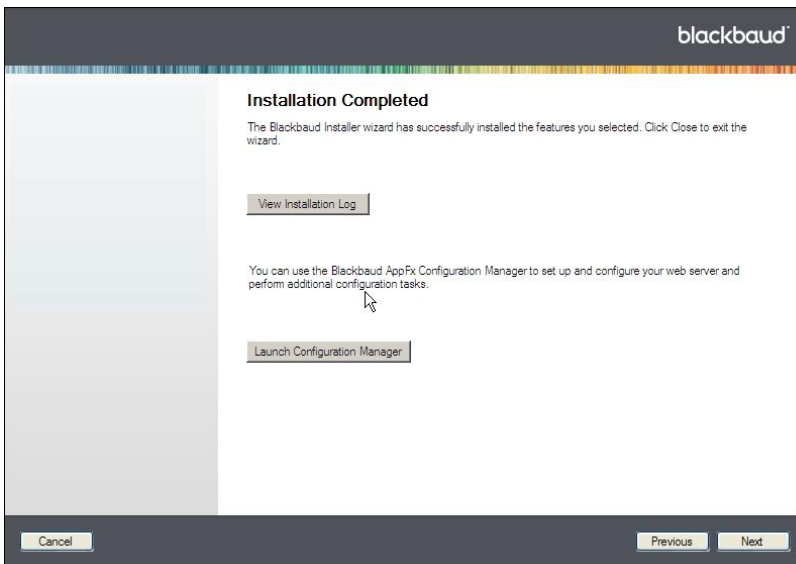 blackbaud
Installation Completed
The Blackbaud Installer wizard has successfully installed the features you selected. Click Close to exit the
wizard.
View Installation Log
You can use the Blackbaud AppFx Configuration Manager to set up and configure your web server and
perform additional configuration tasks.
Launch Configuration Manager
Cancel
Previous
Next